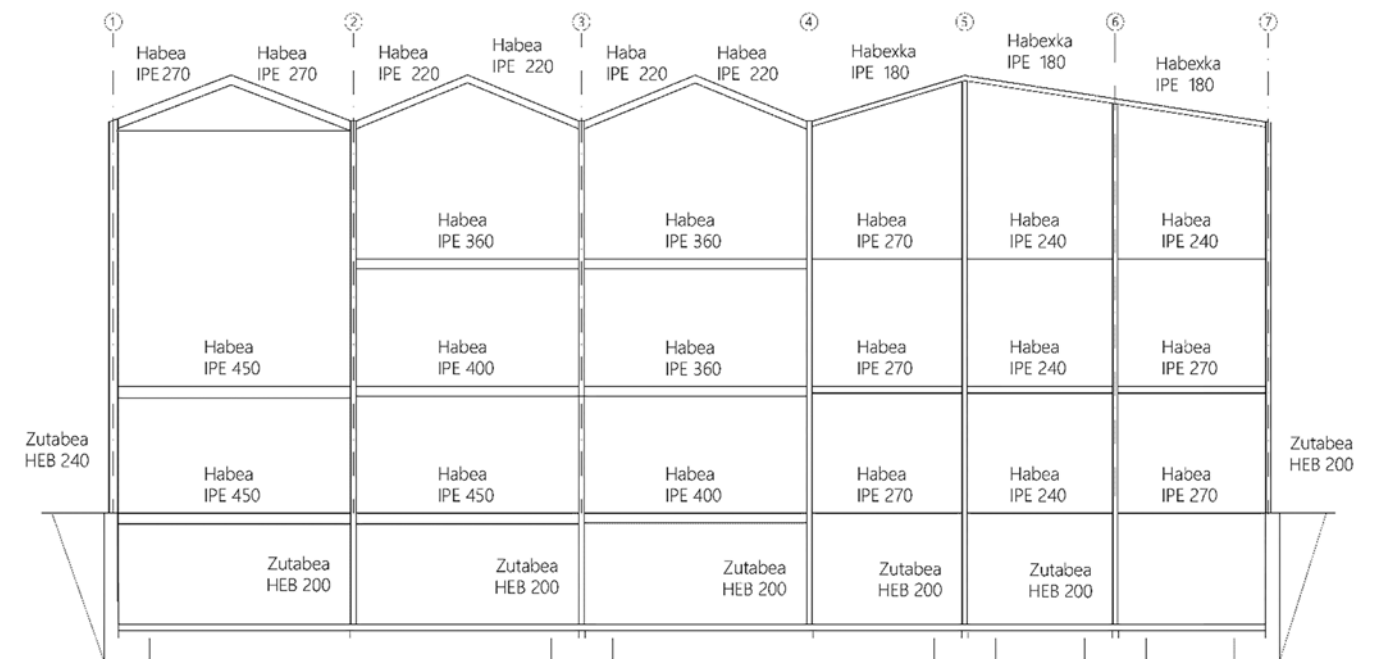 1
2
3
4
5
6
7
Habea
IPE 270
Habea
IPE 270
Habea
IPE 220
Habea
IPE 220
Haba
IPE 220
Habea
IPE 220
Habexka
IPE 180
Habexka
IPE 180
Habexka
IPE 180
Habea
IPE 360
Habea
IPE 360
Habea
IPE 270
Habea
IPE 240
Habea
IPE 240
Habea
IPE 450
Habea
IPE 400
Habea
IPE 360
Habea
IPE 270
Habea
IPE 240
Habea
IPE 270
Zutabea
HEB 240
Zutabea
HEB 200
Habea
IPE 450
Habea
IPE 450
Habea
IPE 400
Habea
IPE 270
Habea
IPE 240
Habea
IPE 270
Zutabea
HEB 200
Zutabea
HEB 200
Zutabea
HEB 200
Zutabea
HEB 200
Zutabea
HEB 200